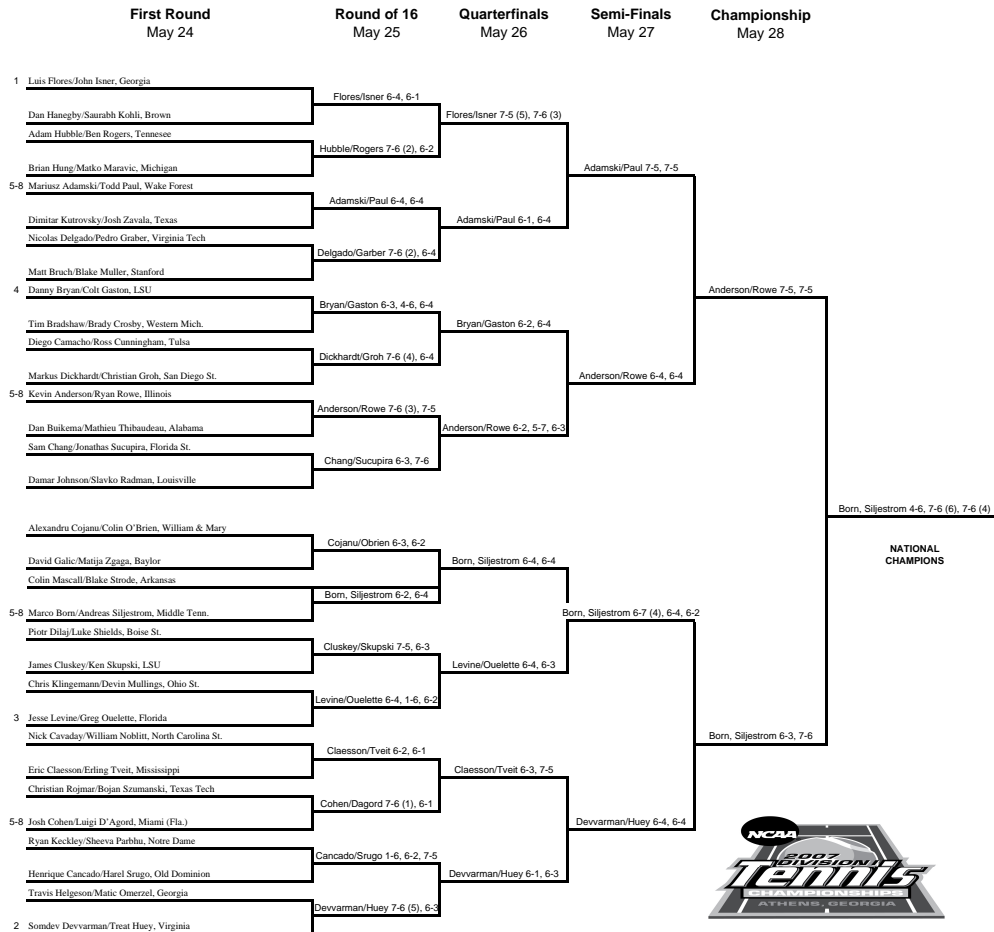 First Round Round of 16 Quarterfinals Semi-Finals Championship
May 24 May 25 May 26 May 27 May 28
1 Luis Flores/John Isner, Georgia
Flores/Isner 6-4, 6-1
Dan Hanegby/Saurabh Kohli, Brown
Flores/Isner 7-5 (5), 7-6 (3)
Adam Hubble/Ben Rogers, Tennesee
Hubble/Rogers 7-6 (2), 6-2
Brian Hung/Matko Maravic, Michigan
Adamski/Paul 7-5, 7-5
5-8 Mariusz Adamski/Todd Paul, Wake Forest
Adamski/Paul 6-4, 6-4
Dimitar Kutrovsky/Josh Zavala, Texas
Adamski/Paul 6-1, 6-4
Nicolas Delgado/Pedro Graber, Virginia Tech
Delgado/Garber 7-6 (2), 6-4
Matt Bruch/Blake Muller, Stanford
4 Danny Bryan/Colt Gaston, LSU
Anderson/Rowe 7-5, 7-5
Bryan/Gaston 6-3, 4-6, 6-4
Tim Bradshaw/Brady Crosby, Western Mich.
Bryan/Gaston 6-2, 6-4
Diego Camacho/Ross Cunningham, Tulsa
Dickhardt/Groh 7-6 (4), 6-4
Markus Dickhardt/Christian Groh, San Diego St.
Anderson/Rowe 6-4, 6-4
5-8 Kevin Anderson/Ryan Rowe, Illinois
Anderson/Rowe 7-6 (3), 7-5
Dan Buikema/Mathieu Thibaudeau, Alabama
Anderson/Rowe 6-2, 5-7, 6-3
Sam Chang/Jonathas Sucupira, Florida St.
Chang/Sucupira 6-3, 7-6
Damar Johnson/Slavko Radman, Louisville
Born, Siljestrom 4-6, 7-6 (6), 7-6 (4)
NATIONAL
CHAMPIONS
Alexandru Cojanu/Colin O'Brien, William & Mary
Cojanu/Obrien 6-3, 6-2
David Galic/Matija Zgaga, Baylor
Born, Siljestrom 6-4, 6-4
Colin Mascall/Blake Strode, Arkansas
Born, Siljestrom 6-2, 6-4
5-8 Marco Born/Andreas Siljestrom, Middle Tenn.
Born, Siljestrom 6-7 (4), 6-4, 6-2
Piotr Dilaj/Luke Shields, Boise St.
Cluskey/Skupski 7-5, 6-3
James Cluskey/Ken Skupski, LSU
Levine/Ouelette 6-4, 6-3
Chris Klingemann/Devin Mullings, Ohio St.
Levine/Ouelette 6-4, 1-6, 6-2
3 Jesse Levine/Greg Ouelette, Florida
Nick Cavaday/William Noblitt, North Carolina St.
Born, Siljestrom 6-3, 7-6
Claesson/Tveit 6-2, 6-1
Eric Claesson/Erling Tveit, Mississippi
Claesson/Tveit 6-3, 7-5
Christian Rojmar/Bojan Szumanski, Texas Tech
Cohen/Dagord 7-6 (1), 6-1
5-8 Josh Cohen/Luigi D'Agord, Miami (Fla.)
Devvarman/Huey 6-4, 6-4
Ryan Keckley/Sheeva Parbhu, Notre Dame
Cancado/Srugo 1-6, 6-2, 7-5
Henrique Cancado/Harel Srugo, Old Dominion
Devvarman/Huey 6-1, 6-3
Travis Helgeson/Matic Omerzel, Georgia
Devvarman/Huey 7-6 (5), 6-3
2 Somdev Devvarman/Treat Huey, Virginia
NCAA
2007
DIVISION I
Tennis
CHAMPIONSHIPS
ATHENS, GEORGIA